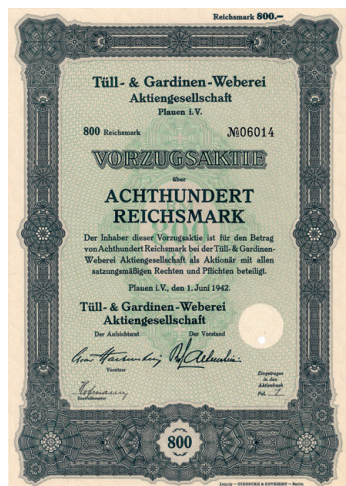 Reichsmark 800.—
Tüll- & Gardinen-Weberei
Aktiengesellschaft
Plauen i.V.
800 Reichsmark
№06014
VORZUGSAKTIE
über
ACHTHUNDERT
REICHSMARK
Der Inhaber dieser Vorzugsaktie ist für den Betrag
von Achthundert Reichsmark bei der Tüll- & Gardinen-
Weberei Aktiengesellschaft als Aktionär mit allen
satzungsmäßigen Rechten und Pflichten beteiligt.
Plauen i.V., den 1. Juni 1942.
Tüll- & Gardinen-Weberei
Aktiengesellschaft
Der Aufsichtsrat
Der Vorstand
Vorsitzer
Eingetragen
in das
Aktienbuch
Fol.
800